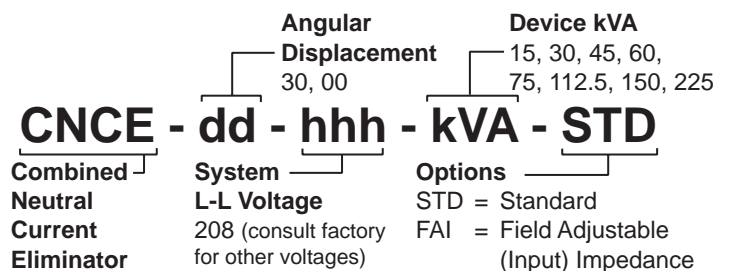 Angular
Displacement
30, 00
Device kVA
15, 30, 45, 60,
75, 112.5, 150, 225
CNCE - dd - hhh - kVA - STD
Combined
Neutral
Current
Eliminator
System
L-L Voltage
208 (consult factory
for other voltages)
Options
STD = Standard
FAI = Field Adjustable
(Input) Impedance